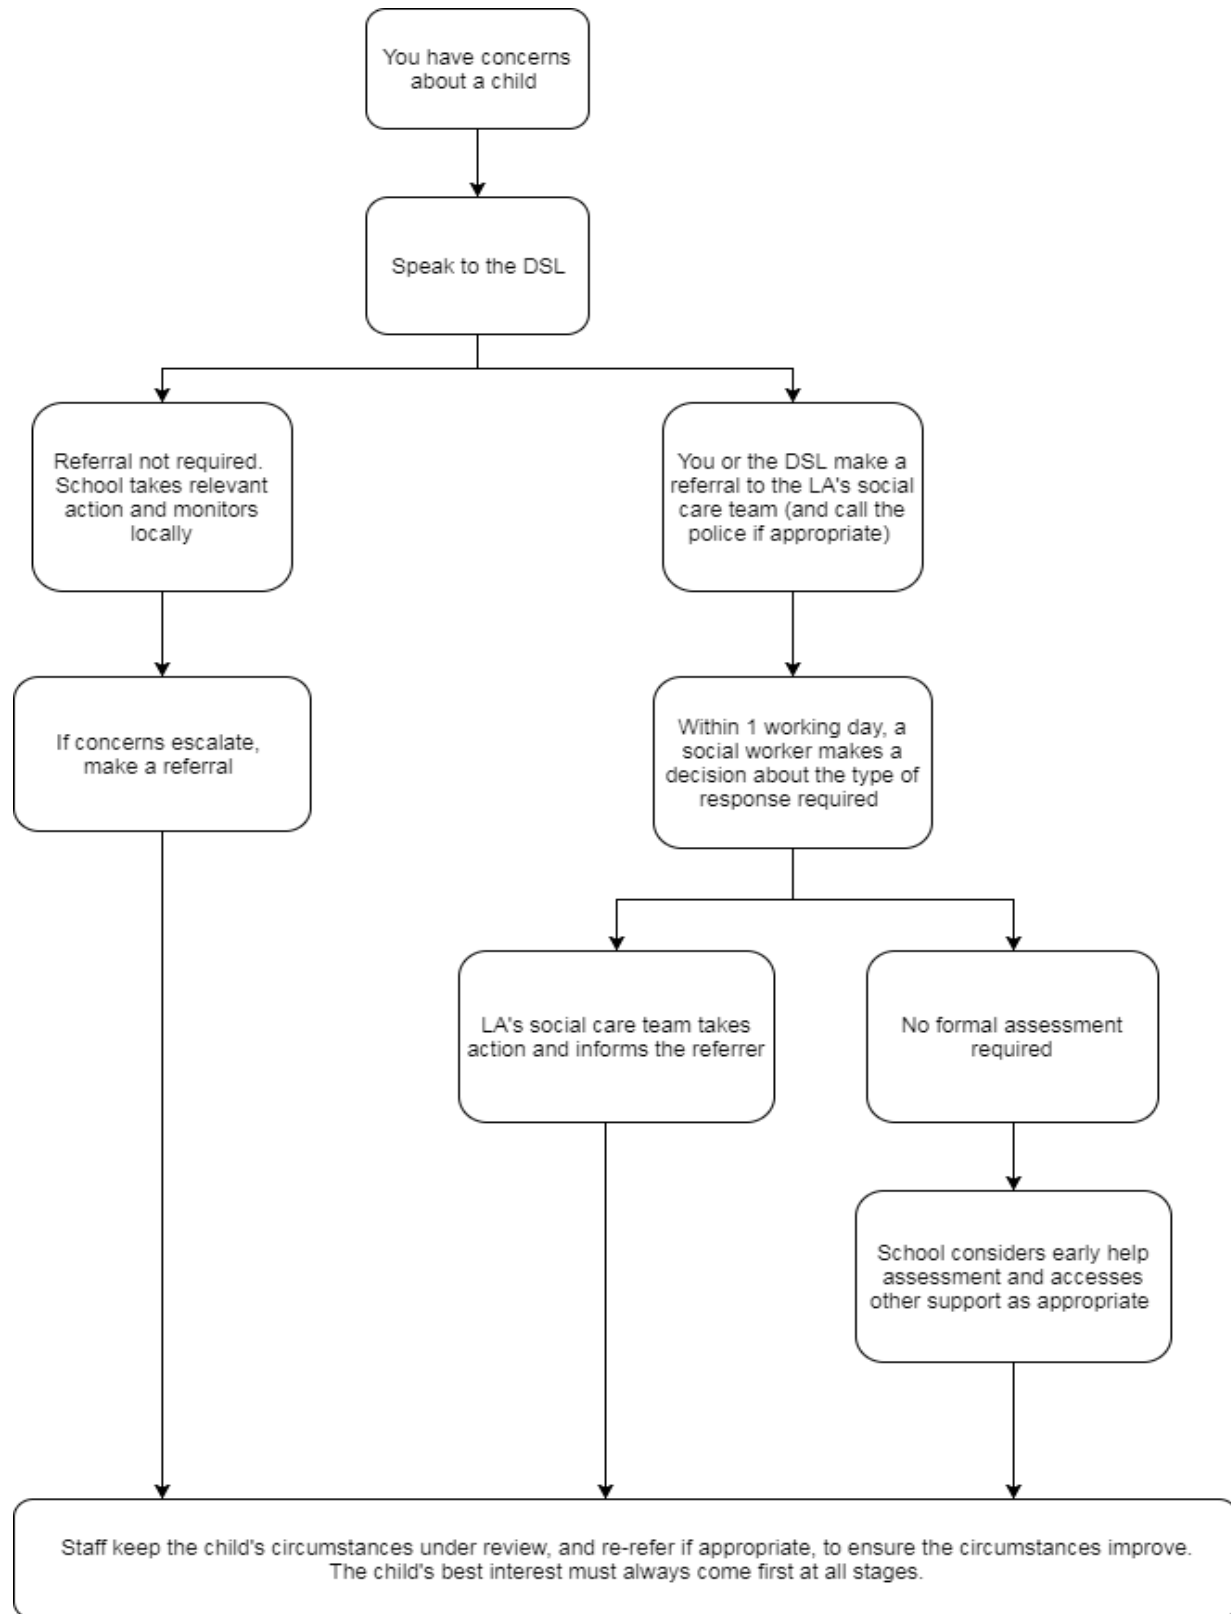 You have concerns
about a child
Speak to the DSL
Referral not required.
School takes relevant
action and monitors
locally
You or the DSL make a
referral to the LA's social
care team (and call the
police if appropriate)
If concerns escalate,
make a referral
Within 1 working day, a
social worker makes a
decision about the type of
response required
LA's social care team takes
action and informs the referrer
No formal assessment
required
School considers early help
assessment and accesses
other support as appropriate
Staff keep the child's circumstances under review, and re-refer if appropriate, to ensure the circumstances improve.
The child's best interest must always come first at all stages.